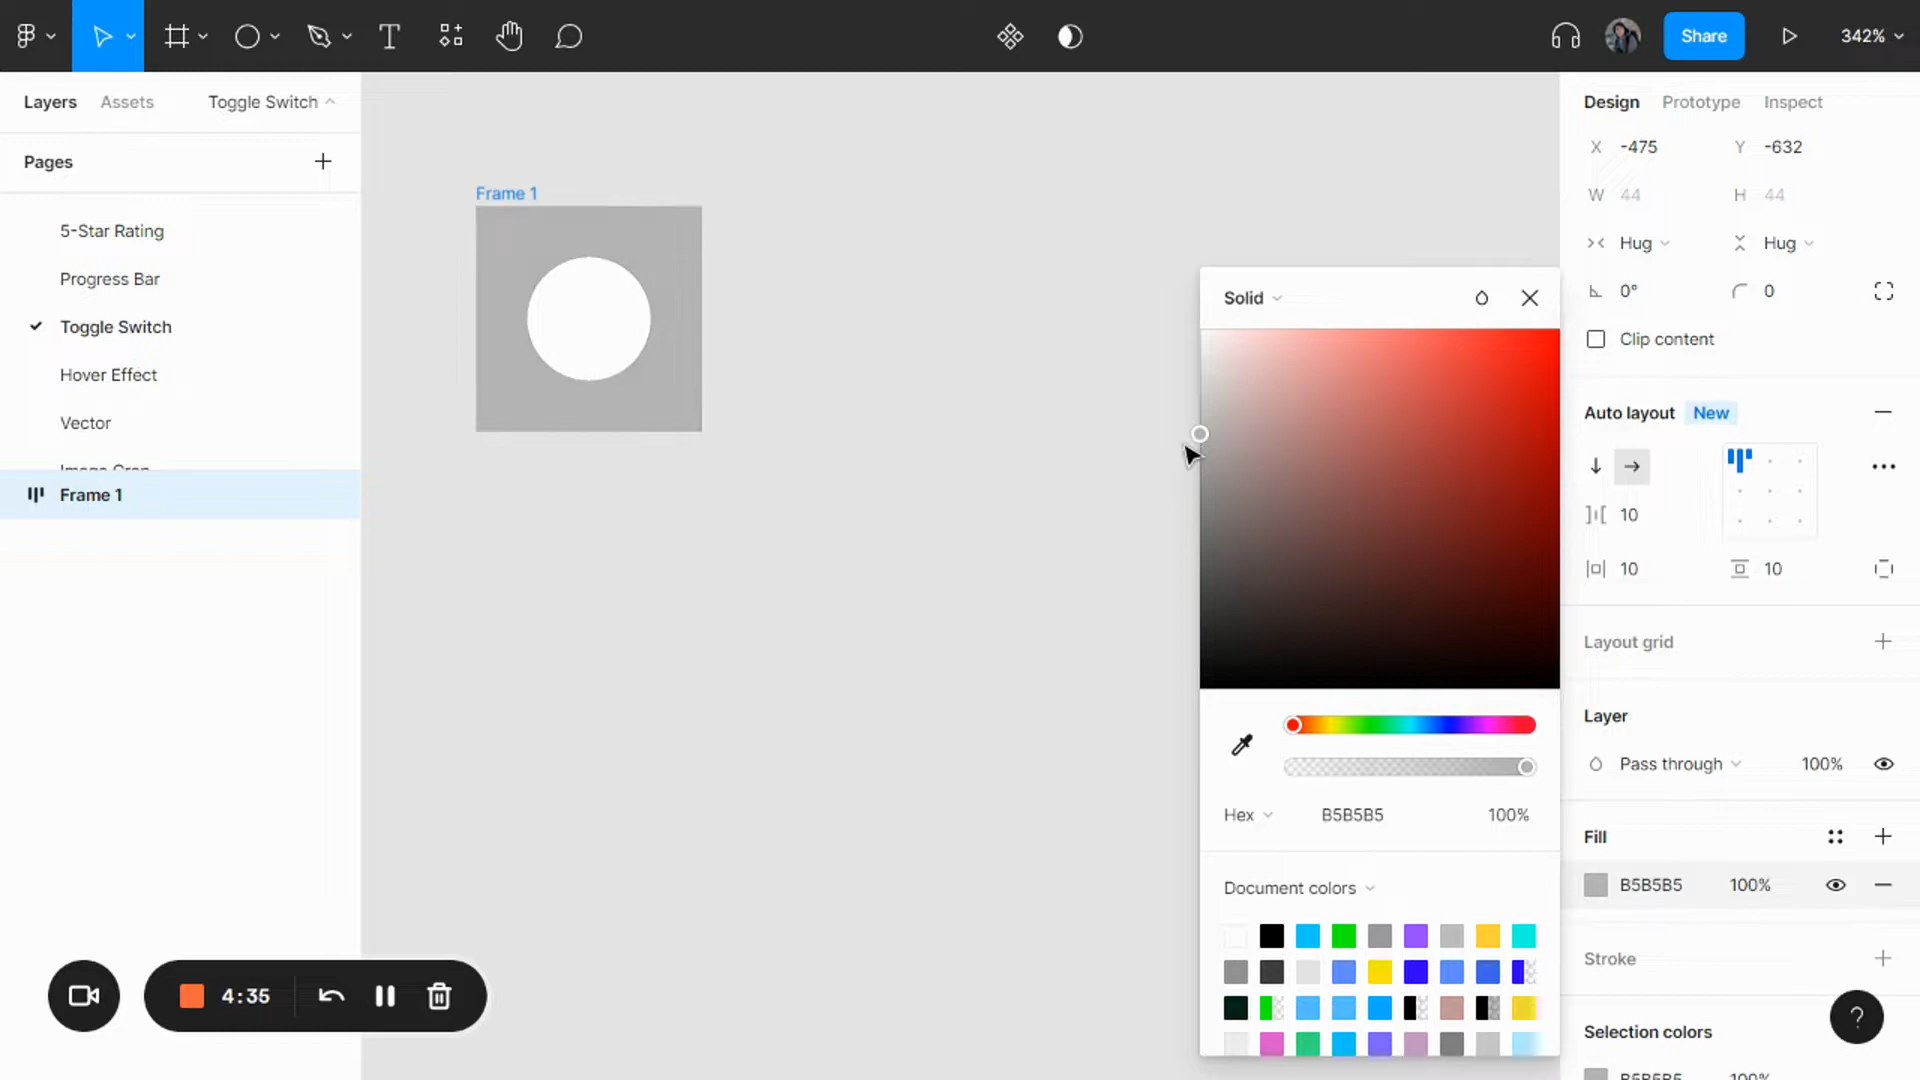 Share
342%
Layers
Assets
Toggle Switch
Pages
5-Star Rating
Progress Bar
Toggle Switch
Hover Effect
Vector
Image Crop
Frame 1
Frame 1
4:35
Solid
Hex
B5B5B5
100%
Document colors
Design
Prototype
Inspect
X -475
Y -632
W 44
H 44
Hug
Hug
0°
0
Clip content
Auto layout
New
10
10
10
Layout grid
Layer
Pass through
100%
Fill
B5B5B5
100%
Stroke
Selection colors
B5B5B5
100%
?